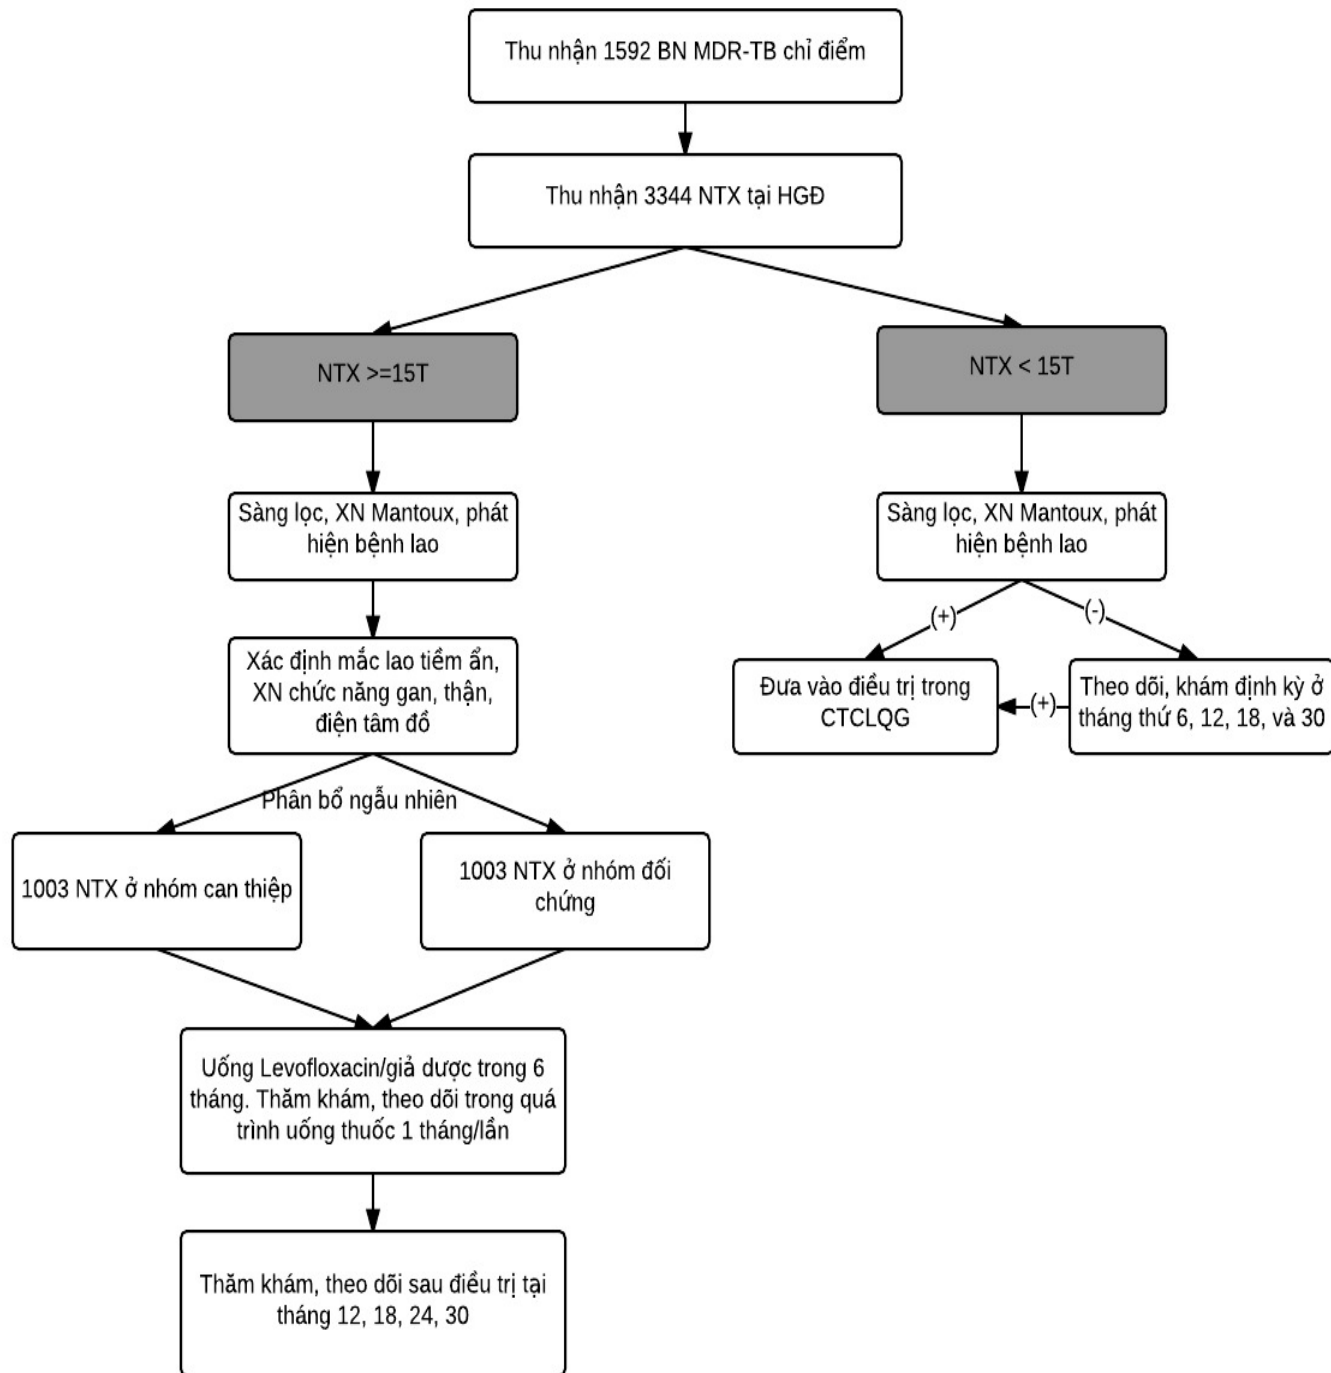 Thu nhận 1592 BN MDR-TB chỉ điểm
Thu nhận 3344 NTX tại HGĐ
NTX >=15T
NTX < 15T
Sàng lọc, XN Mantoux, phát
hiện bệnh lao
Sàng lọc, XN Mantoux, phát
hiện bệnh lao
(+)
(-)
Xác định mắc lao tiềm ẩn,
XN chức năng gan, thận,
điện tâm đồ
Đưa vào điều trị trong
CTCLQG
(+)
Theo dõi, khám định kỳ ở
tháng thứ 6, 12, 18, và 30
Phân bổ ngẫu nhiên
1003 NTX ở nhóm can thiệp
1003 NTX ở nhóm đối
chứng
Uống Levofloxacin/giả dược trong 6
tháng. Thăm khám, theo dõi trong quá
trình uống thuốc 1 tháng/lần
Thăm khám, theo dõi sau điều trị tại
tháng 12, 18, 24, 30